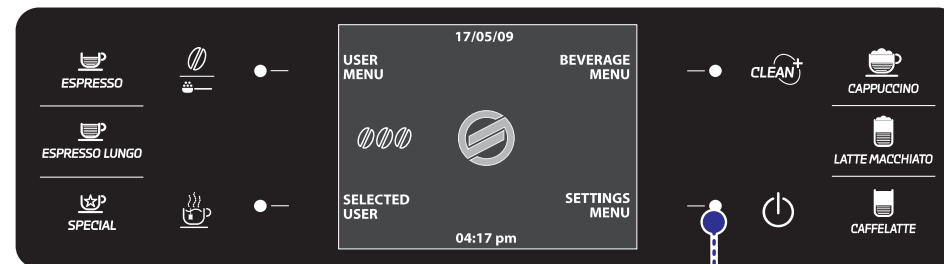 ESPRESSO
ESPRESSO LUNGO
SPECIAL
17/05/09
USER
MENU
BEVERAGE
MENU
SELECTED
USER
SETTINGS
MENU
04:17 pm
CLEAN+
CAPPUCCINO
LATTE MACCHIATO
CAFFELATTE